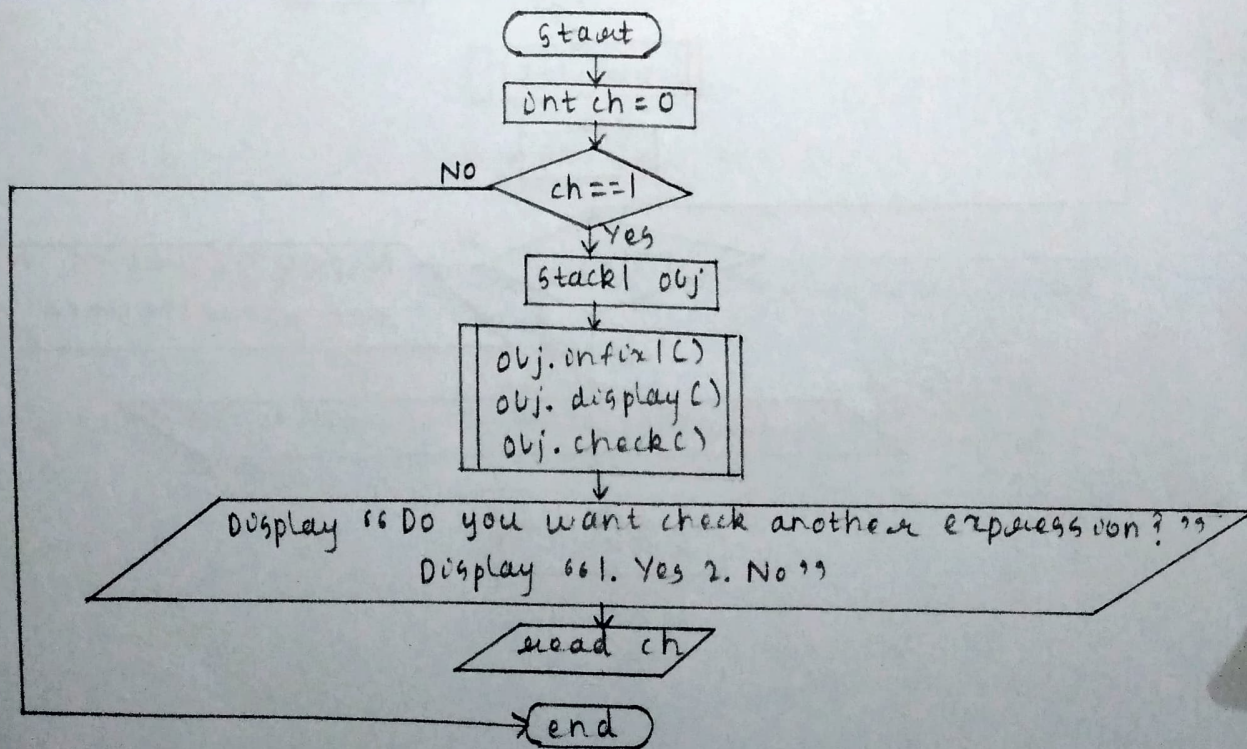 start
int ch = 0
ch==1
No
Yes
stack1 obj
obj.infix1()
obj.display()
obj.check()
Display "Do you want check another expression?"
Display "1. Yes 2. No"
read ch
end